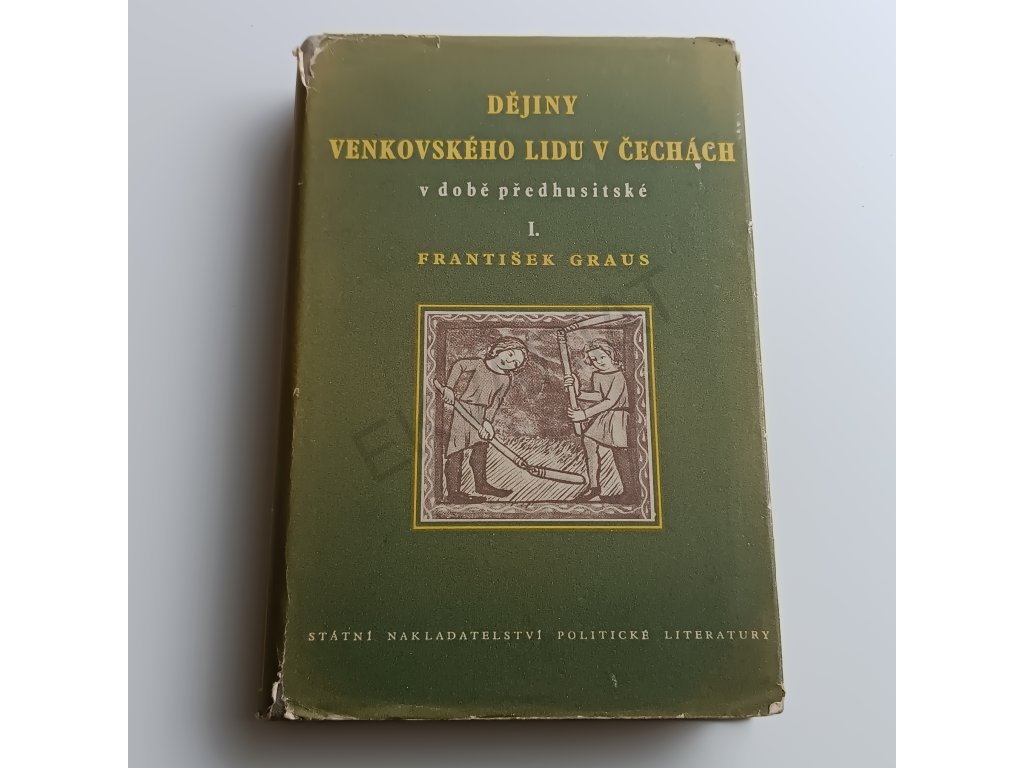 DĚJINY
VENKOVSKÉHO LIDU V ČECHÁCH
v době předhusitské
I.
FRANTIŠEK GRAUS
STÁTNÍ NAKLADATELSTVÍ POLITICKÉ LITERATURY